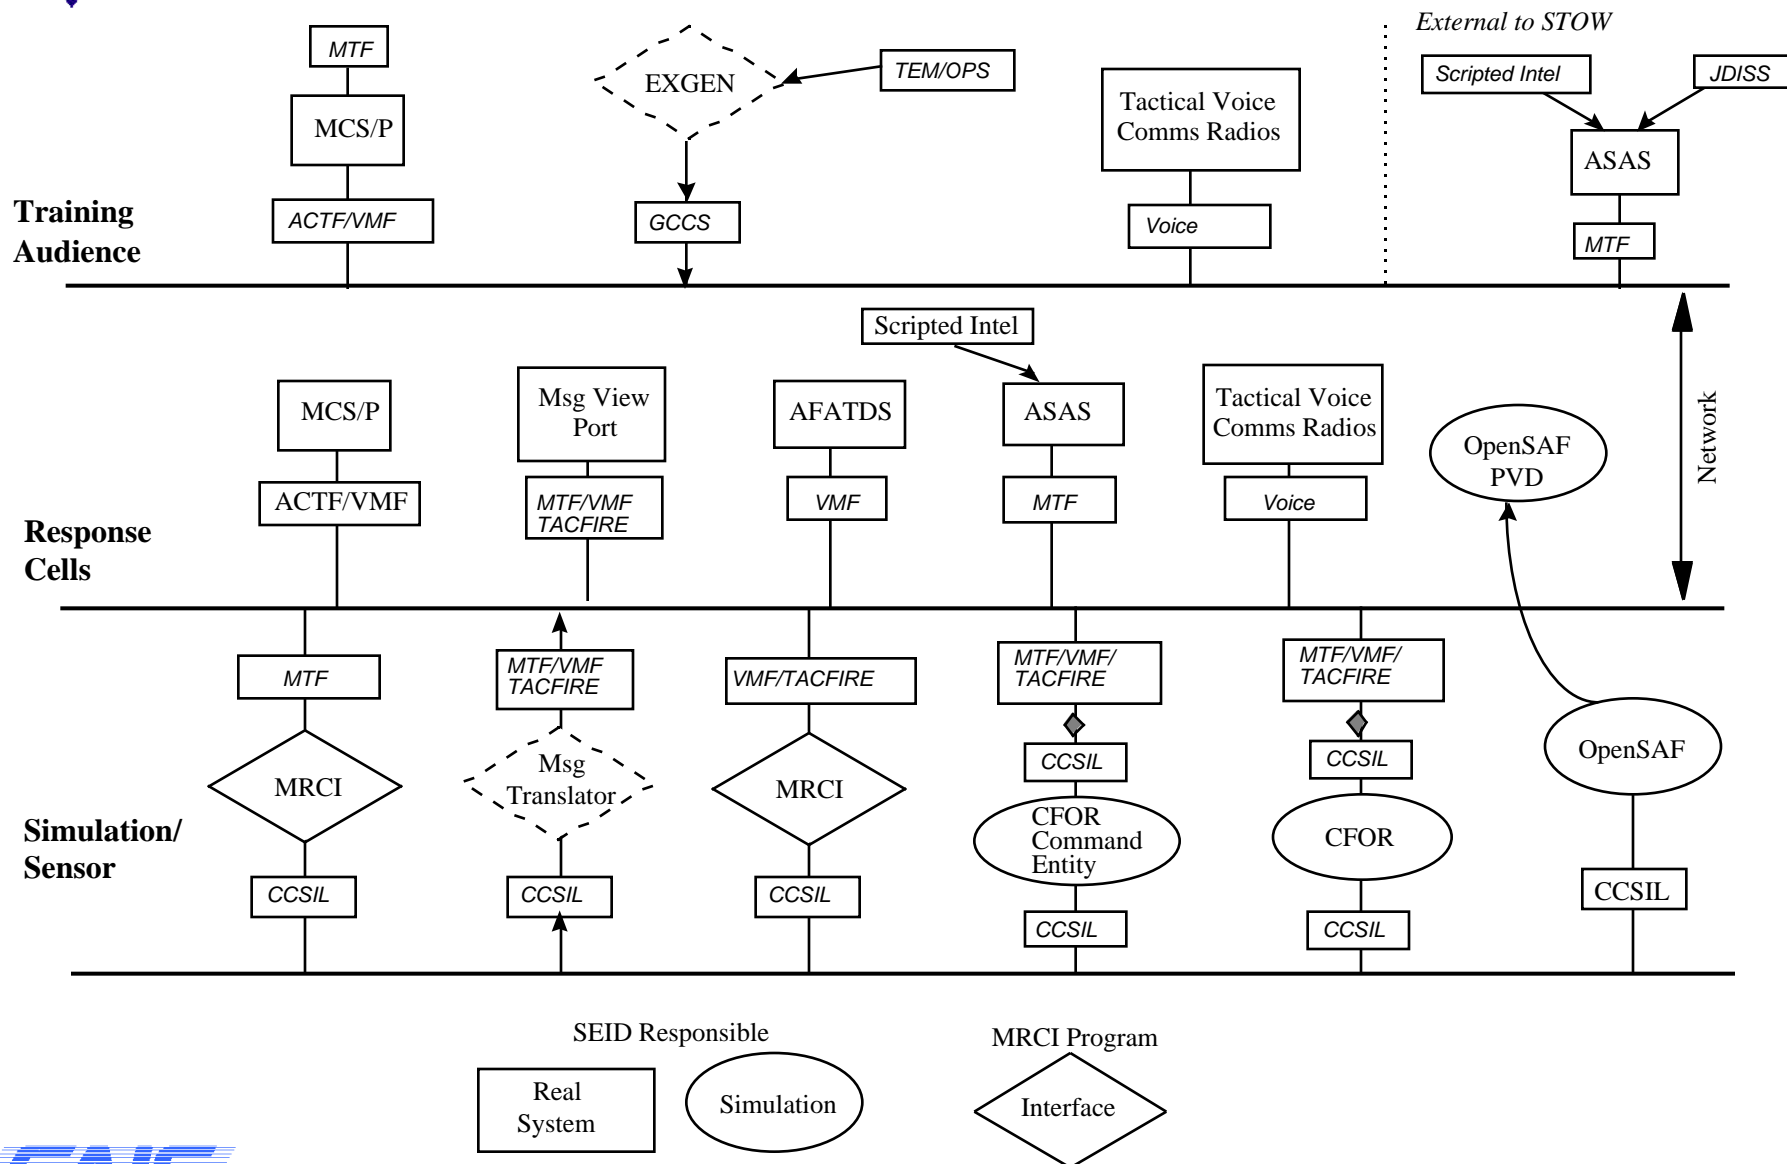 External to STOW
MTF
EXGEN
TEM/OPS
Scripted Intel
JDISS
MCS/P
Tactical Voice
Comms Radios
ASAS
Training
Audience
ACTF/VMF
GCCS
Voice
MTF
Scripted Intel
MCS/P
Msg View
Port
AFATDS
ASAS
Tactical Voice
Comms Radios
OpenSAF
PVD
Network
ACTF/VMF
MTF/VMF
TACFIRE
VMF
MTF
Voice
Response
Cells
MTF
MTF/VMF
TACFIRE
VMF/TACFIRE
MTF/VMF/
TACFIRE
MTF/VMF/
TACFIRE
MRCI
Msg
Translator
MRCI
CCSIL
CCSIL
OpenSAF
Simulation/
Sensor
CFOR
Command
Entity
CFOR
CCSIL
CCSIL
CCSIL
CCSIL
CCSIL
CCSIL
SEID Responsible
MRCI Program
Real
System
Simulation
Interface